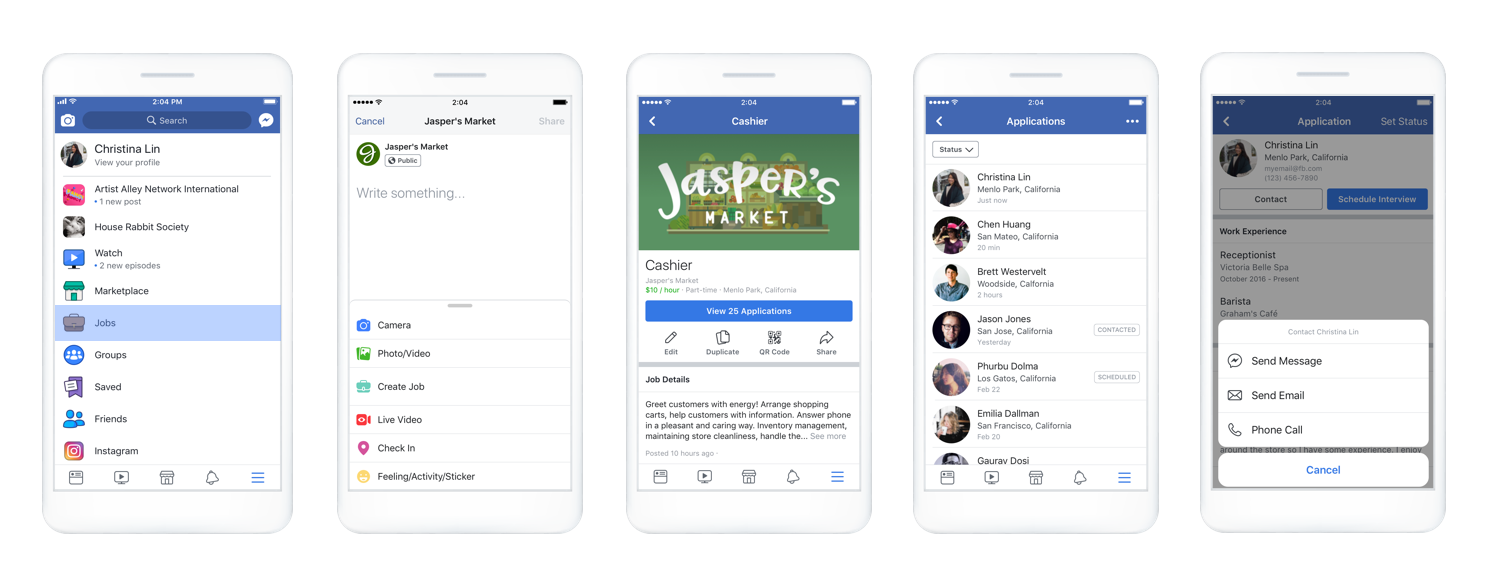 2:04 PM
Search
Christina Lin
View your profile
Artist Alley Network International
• 1 new post
House Rabbit Society
Watch
• 2 new episodes
Marketplace
Jobs
Groups
Saved
Friends
Instagram
2:04
Cancel Jasper's Market Share
Jasper's Market
Public
Write something...
Camera
Photo/Video
Create Job
Live Video
Check In
Feeling/Activity/Sticker
2:04
Cashier
Jasper's
MARKET
Cashier
Jasper's Market
$10 / hour · Part-time · Menlo Park, California
View 25 Applications
Edit Duplicate QR Code Share
Job Details
Greet customers with energy! Arrange shopping
carts, help customers with information. Answer phone
in a pleasant and caring way. Inventory management,
maintaining store cleanliness, handle the... See more
Posted 10 hours ago ·
2:04
Applications
Status
Christina Lin
Menlo Park, California
Just now
Chen Huang
San Mateo, California
20 min
Brett Westervelt
Woodside, Calfornia
2 hours
Jason Jones
San Jose, California
Yesterday
CONTACTED
Phurbu Dolma
Los Gatos, California
Feb 22
SCHEDULED
Emilia Dallman
San Francisco, California
Feb 20
Gaurav Dosi
2:04
Application Set Status
Christina Lin
Menlo Park, California
myemail@fb.com
(123) 456-7890
Contact Schedule Interview
Work Experience
Receptionist
Victoria Belle Spa
October 2016 - Present
Barista
Graham's Café
Contact Christina Lin
Send Message
Send Email
Phone Call
around the store so I have some experience. I enjoy
Cancel